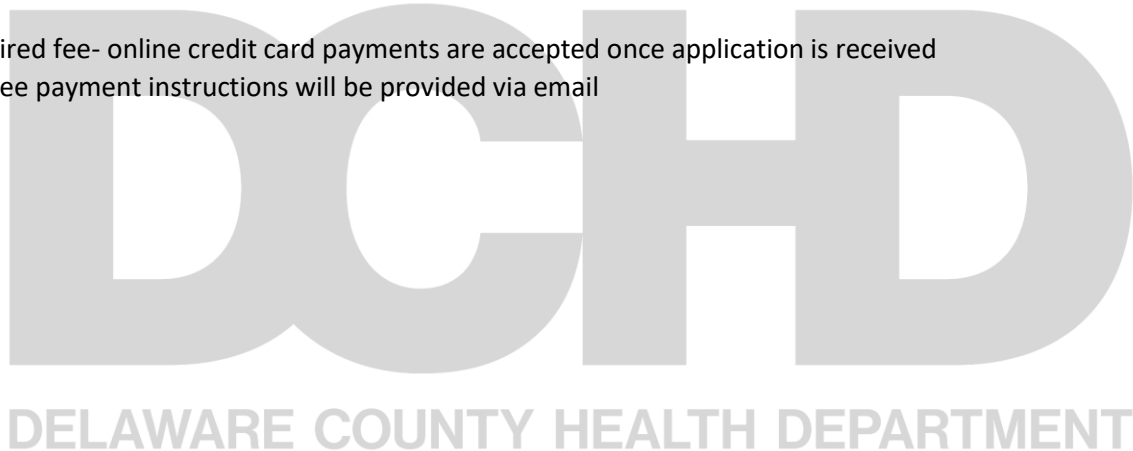 ired fee- online credit card payments are accepted once application is received
ee payment instructions will be provided via email
DCHD
DELAWARE COUNTY HEALTH DEPARTMENT